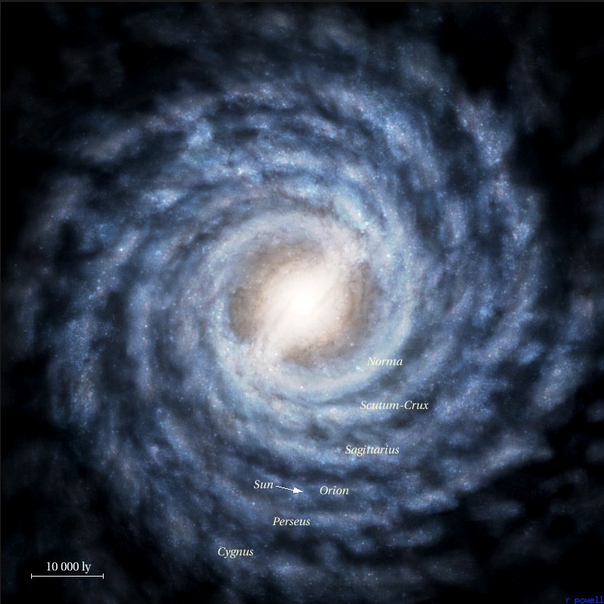 Norma
Scutum-Crux
Sagittarius
Sun
Orion
Perseus
Cygnus
10 000 ly
r powell